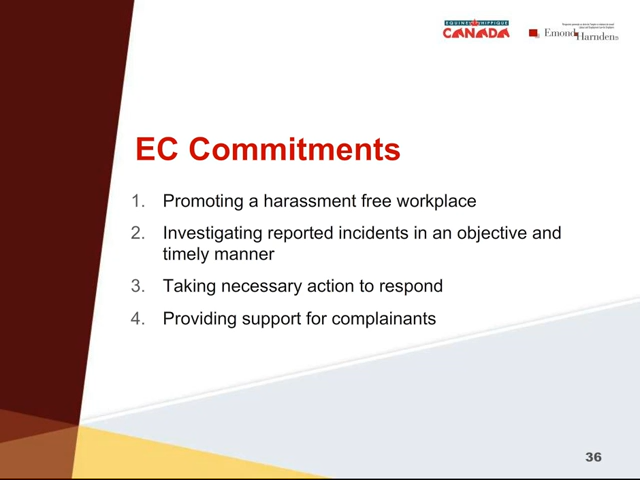 EQUINE HIPPIQUE
CANADA
Emond
Harnden
EC Commitments
1. Promoting a harassment free workplace
2. Investigating reported incidents in an objective and
timely manner
3. Taking necessary action to respond
4. Providing support for complainants
36